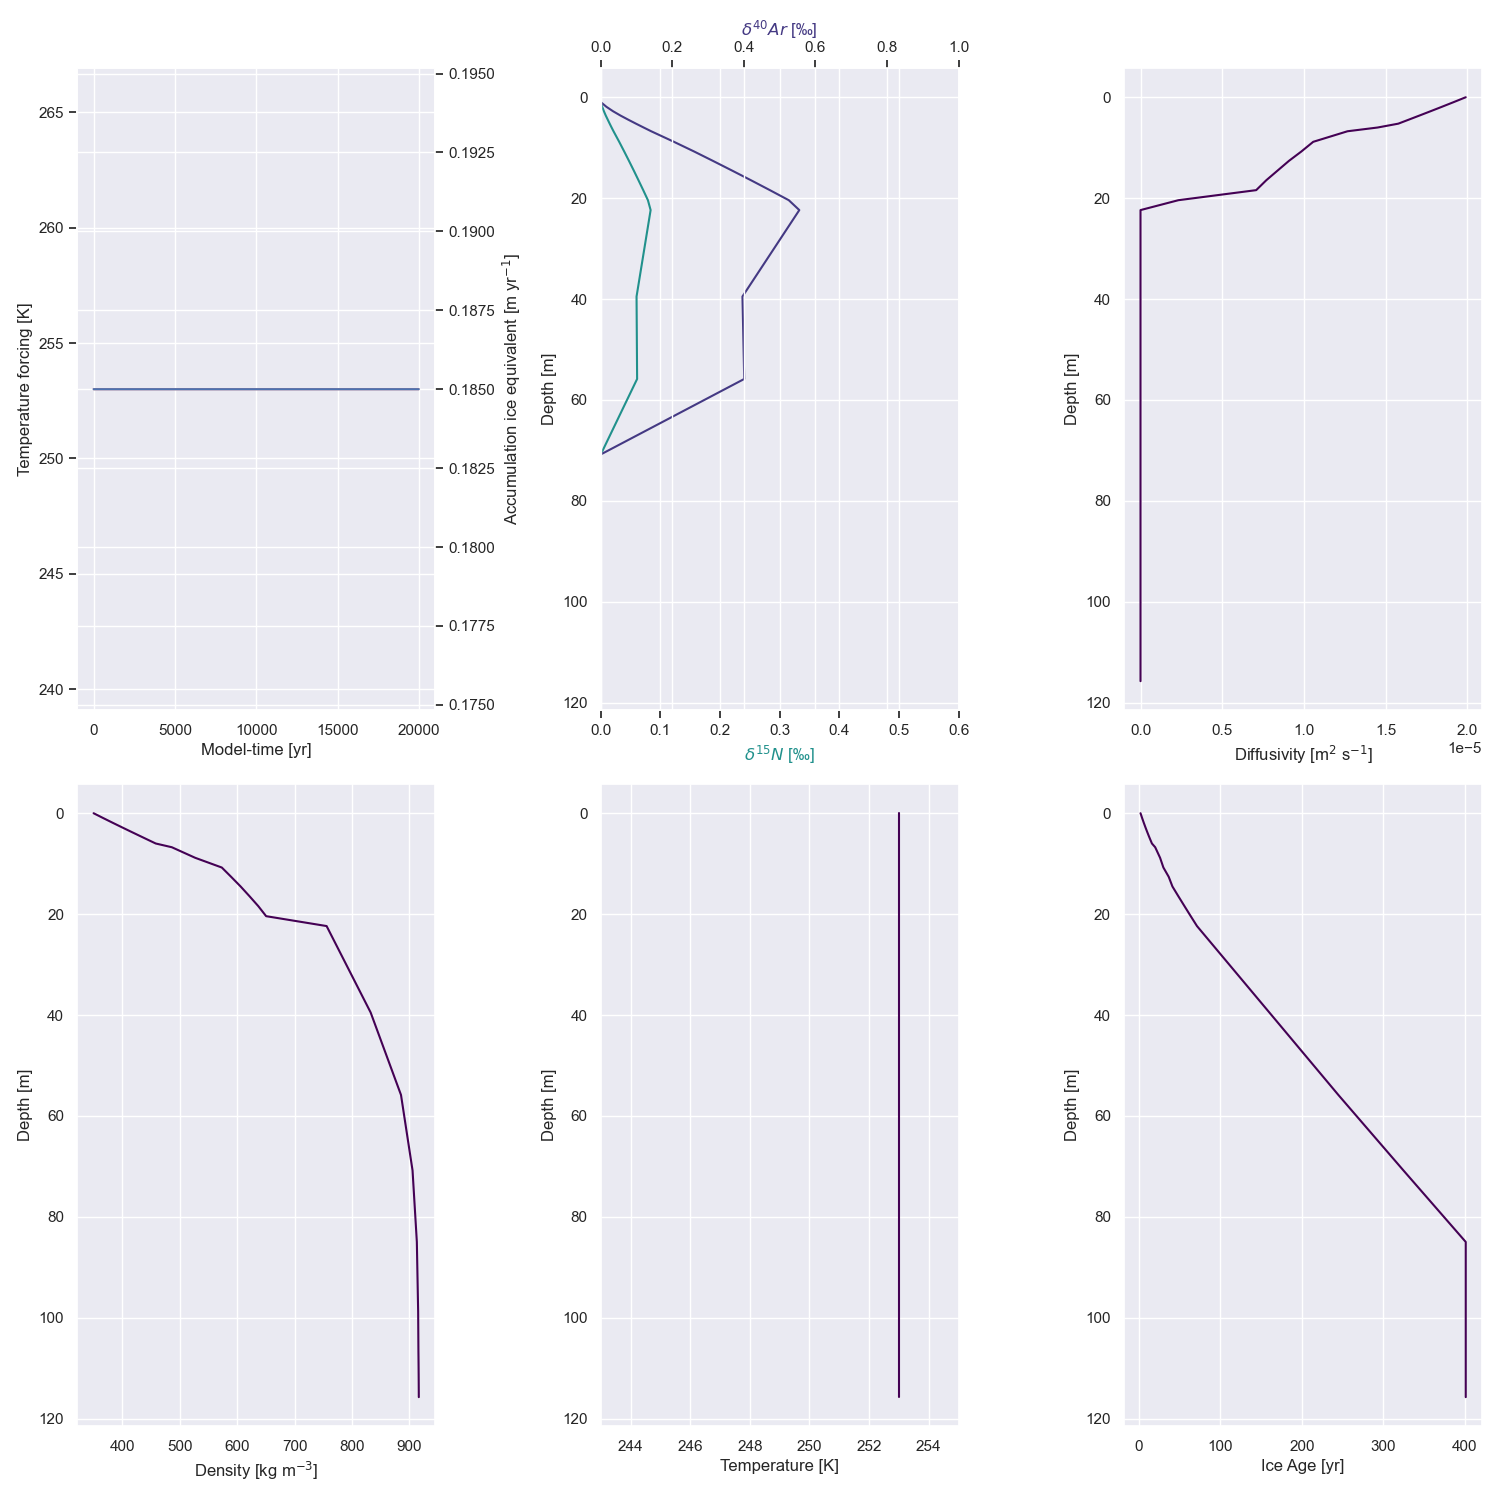 265
260
255
250
245
240
Temperature forcing [K]
0 5000 10000 15000 20000
Model-time [yr]
0.1950
0.1925
0.1900
0.1875
0.1850
0.1825
0.1800
0.1775
0.1750
Accumulation ice equivalent [m yr⁻¹]
δ⁴⁰Ar [‰]
0.0 0.2 0.4 0.6 0.8 1.0
0
20
40
60
80
100
120
Depth [m]
0.0 0.1 0.2 0.3 0.4 0.5 0.6
δ¹⁵N [‰]
0
20
40
60
80
100
120
Depth [m]
0.0 0.5 1.0 1.5 2.0
1e−5
Diffusivity [m² s⁻¹]
0
20
40
60
80
100
120
Depth [m]
400 500 600 700 800 900
Density [kg m⁻³]
0
20
40
60
80
100
120
Depth [m]
244 246 248 250 252 254
Temperature [K]
0
20
40
60
80
100
120
Depth [m]
0 100 200 300 400
Ice Age [yr]